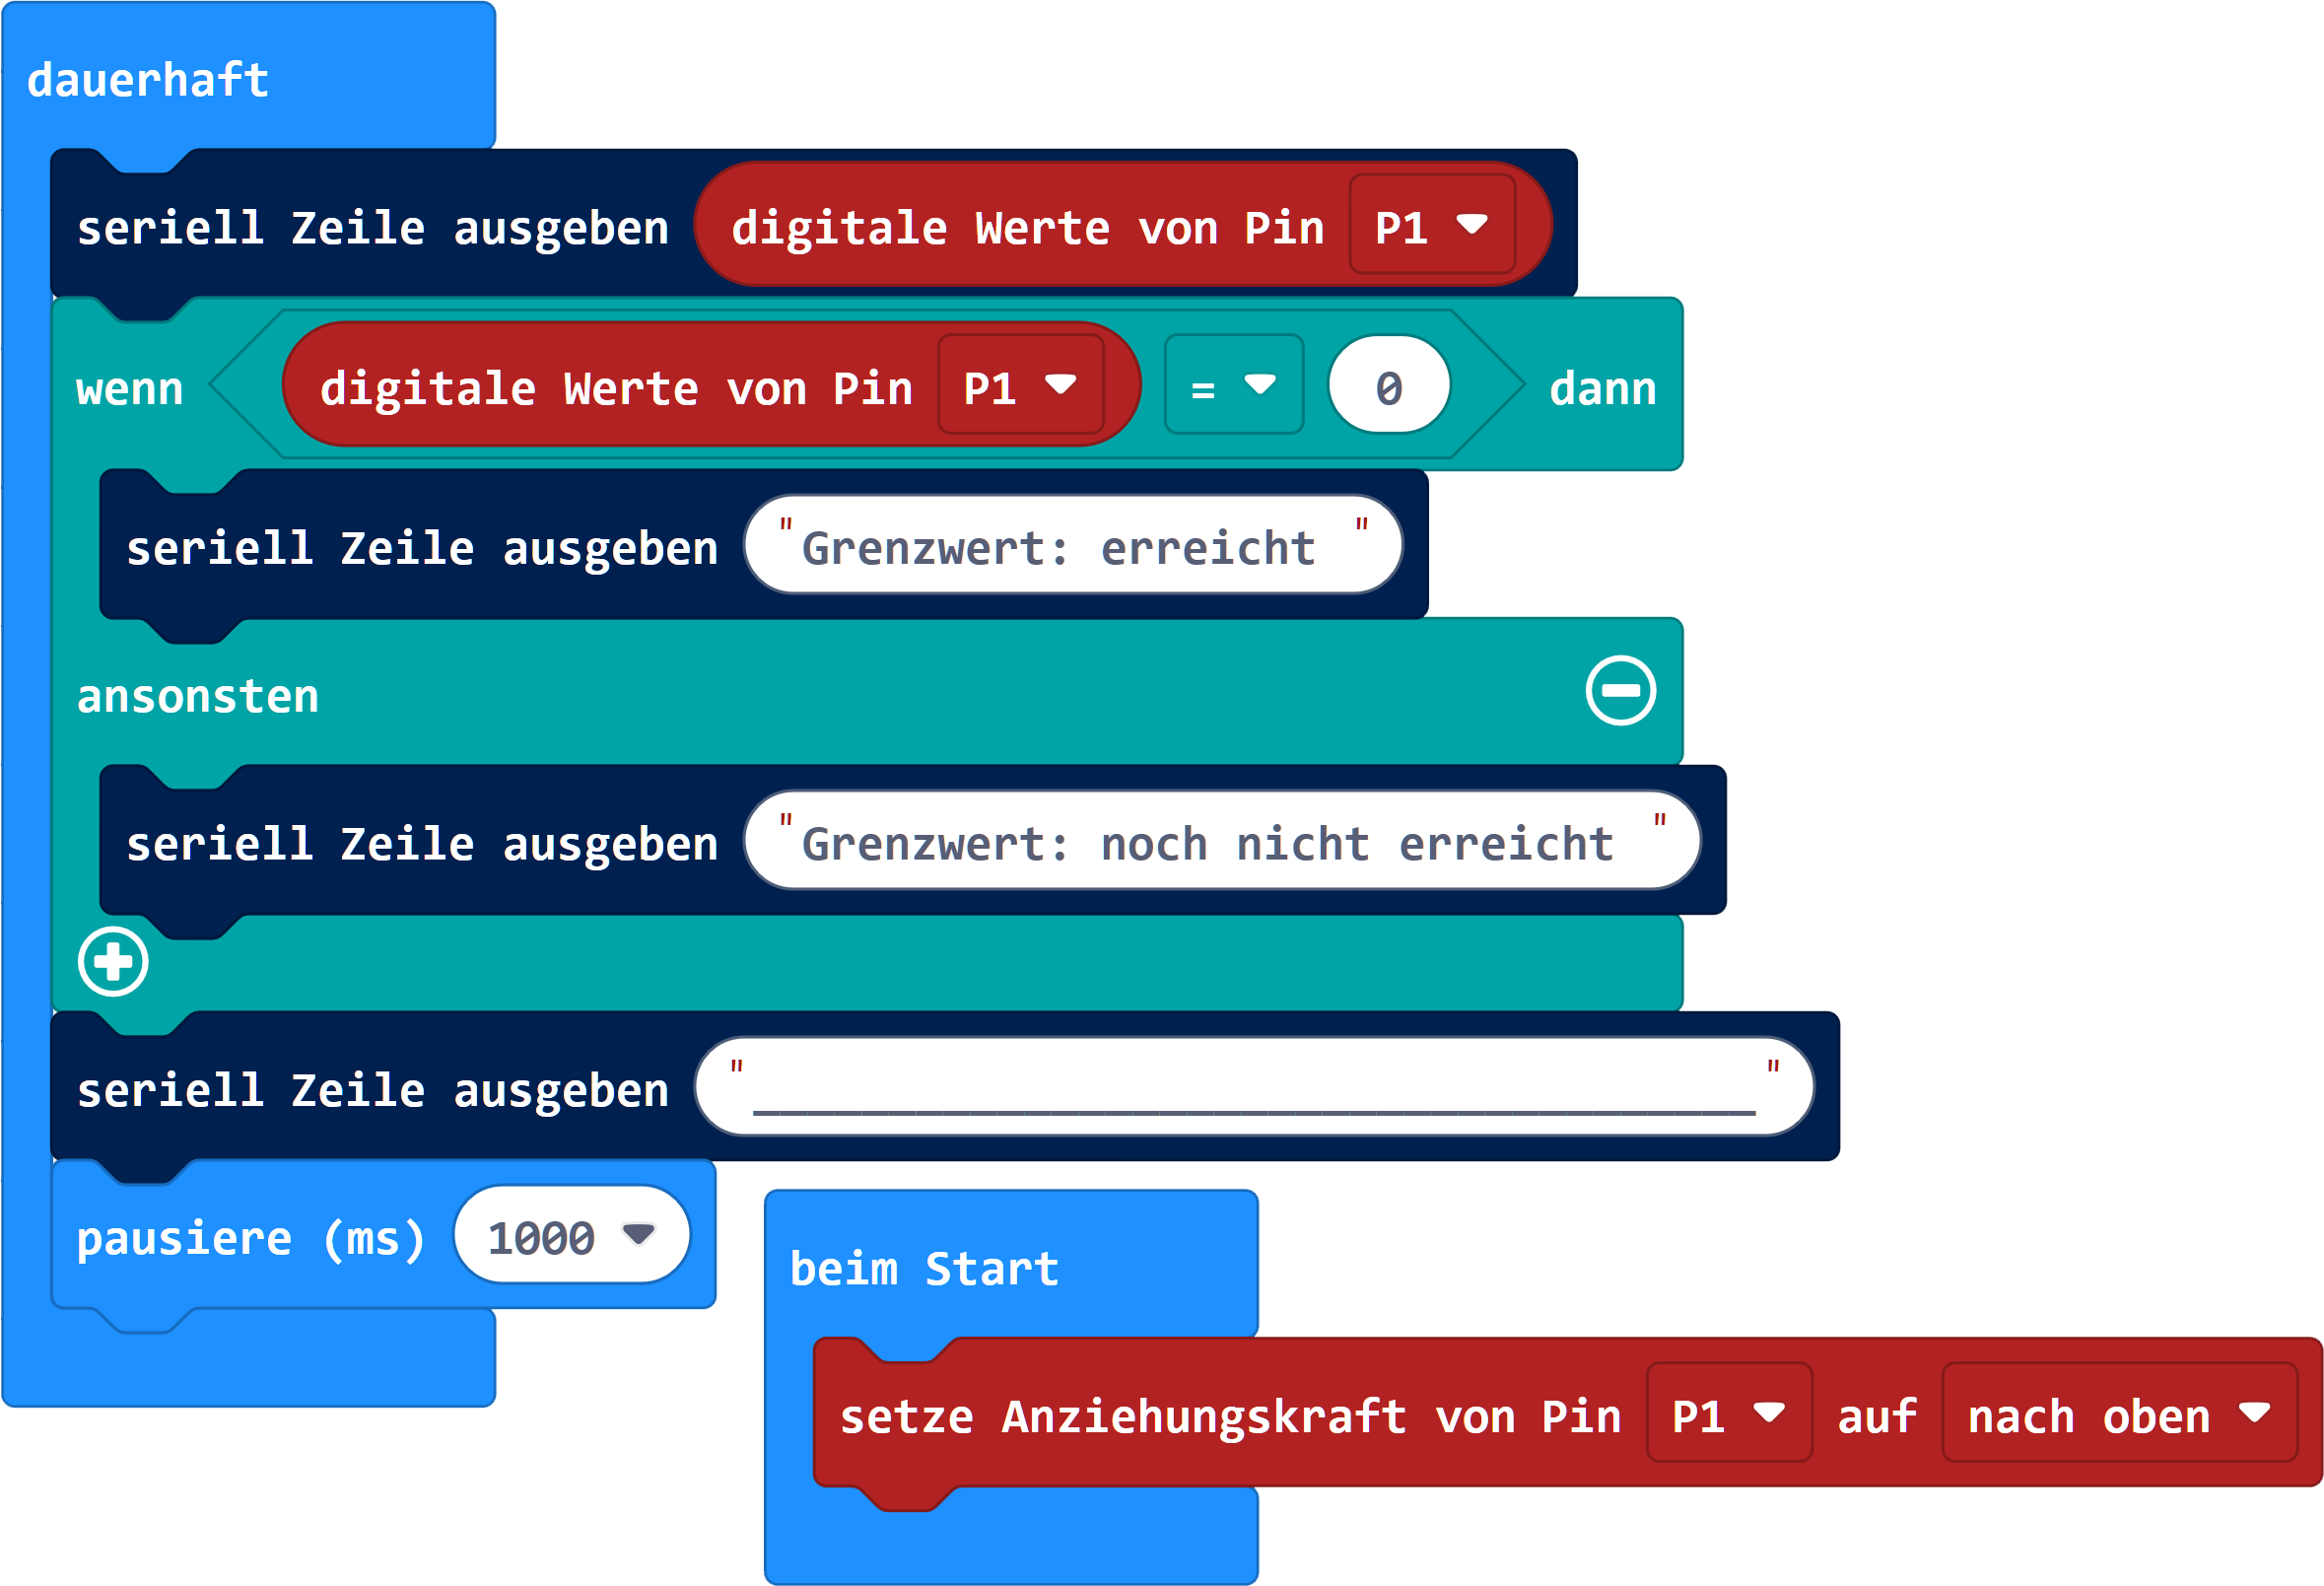 dauerhaft
seriell Zeile ausgeben digitale Werte von Pin P1
wenn digitale Werte von Pin P1 = 0 dann
seriell Zeile ausgeben "Grenzwert: erreicht "
ansonsten
seriell Zeile ausgeben "Grenzwert: noch nicht erreicht "
seriell Zeile ausgeben "_____________________________________"
pausiere (ms) 1000
beim Start
setze Anziehungskraft von Pin P1 auf nach oben